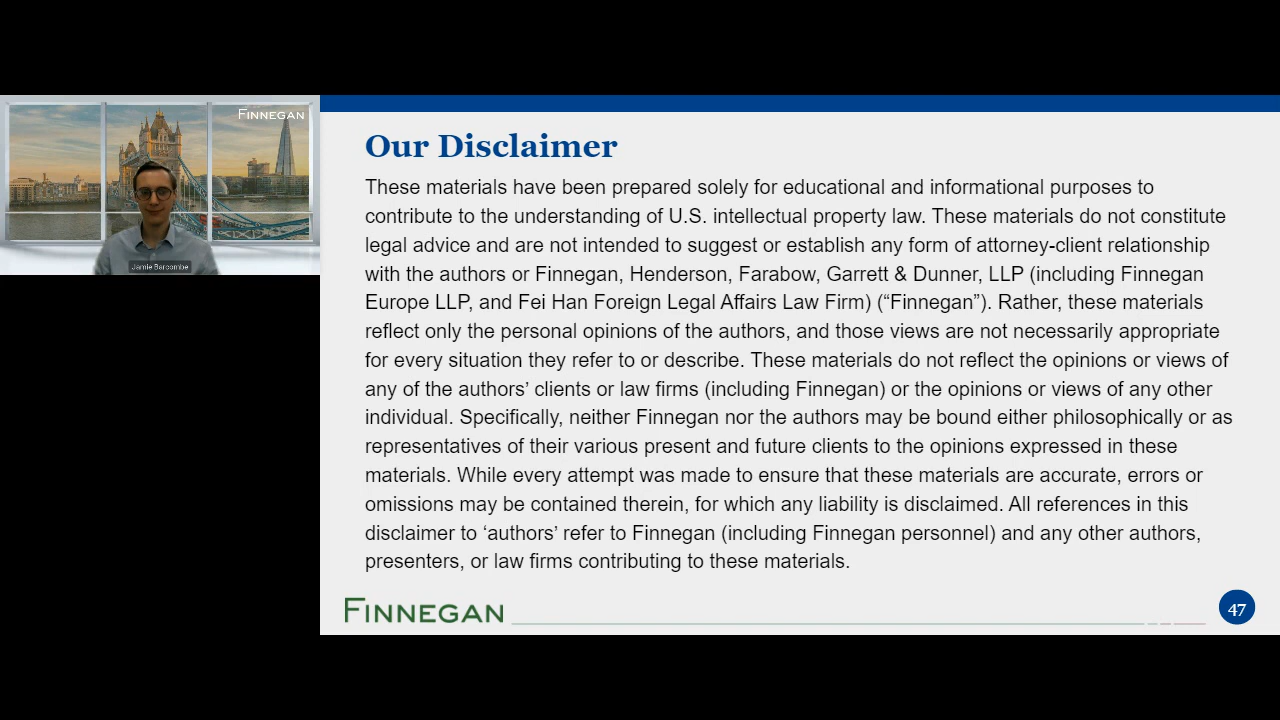 FINNEGAN
Jamie Barcombe
Our Disclaimer
These materials have been prepared solely for educational and informational purposes to
contribute to the understanding of U.S. intellectual property law. These materials do not constitute
legal advice and are not intended to suggest or establish any form of attorney-client relationship
with the authors or Finnegan, Henderson, Farabow, Garrett & Dunner, LLP (including Finnegan
Europe LLP, and Fei Han Foreign Legal Affairs Law Firm) (“Finnegan”). Rather, these materials
reflect only the personal opinions of the authors, and those views are not necessarily appropriate
for every situation they refer to or describe. These materials do not reflect the opinions or views of
any of the authors’ clients or law firms (including Finnegan) or the opinions or views of any other
individual. Specifically, neither Finnegan nor the authors may be bound either philosophically or as
representatives of their various present and future clients to the opinions expressed in these
materials. While every attempt was made to ensure that these materials are accurate, errors or
omissions may be contained therein, for which any liability is disclaimed. All references in this
disclaimer to ‘authors’ refer to Finnegan (including Finnegan personnel) and any other authors,
presenters, or law firms contributing to these materials.
FINNEGAN
47